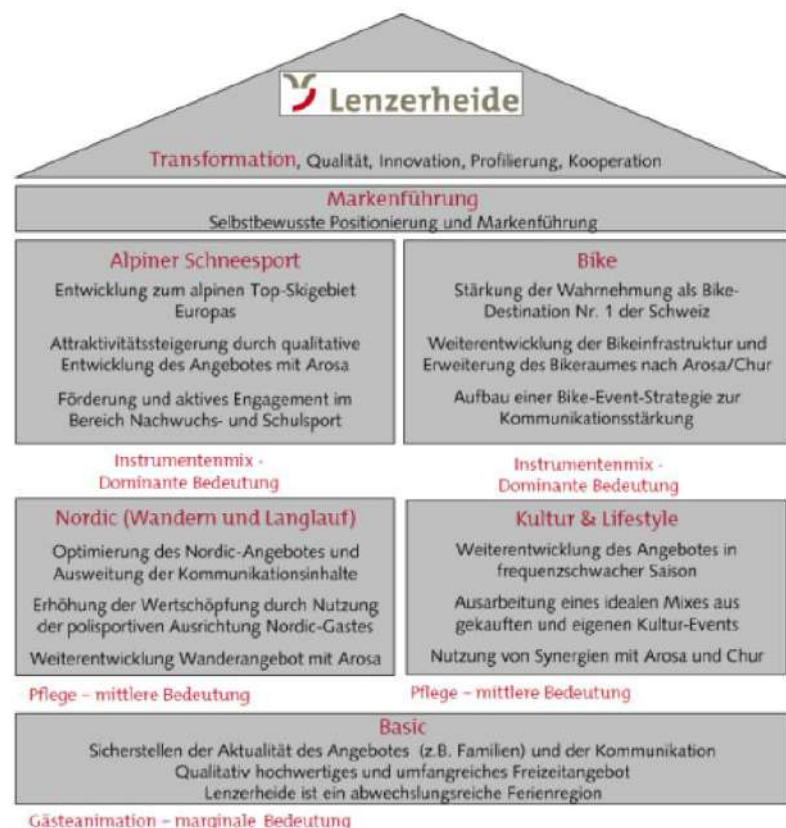 Lenzerheide
Transformation, Qualität, Innovation, Profilierung, Kooperation
Markenführung
Selbstbewusste Positionierung und Markenführung
Alpiner Schneesport
Entwicklung zum alpinen Top-Skigebiet
Europas
Attraktivitätssteigerung durch qualitative
Entwicklung des Angebotes mit Arosa
Förderung und aktives Engagement im
Bereich Nachwuchs- und Schulsport
Instrumentenmix -
Dominante Bedeutung
Bike
Stärkung der Wahrnehmung als Bike-
Destination Nr. 1 der Schweiz
Weiterentwicklung der Bikeinfrastruktur und
Erweiterung des Bikeraumes nach Arosa/Chur
Aufbau einer Bike-Event-Strategie zur
Kommunikationsstärkung
Instrumentenmix -
Dominante Bedeutung
Nordic (Wandern und Langlauf)
Optimierung des Nordic-Angebotes und
Ausweitung der Kommunikationsinhalte
Erhöhung der Wertschöpfung durch Nutzung
der polisportiven Ausrichtung Nordic-Gastes
Weiterentwicklung Wanderangebot mit Arosa
Pflege – mittlere Bedeutung
Kultur & Lifestyle
Weiterentwicklung des Angebotes in
frequenzschwacher Saison
Ausarbeitung eines idealen Mixes aus
gekauften und eigenen Kultur-Events
Nutzung von Synergien mit Arosa und Chur
Pflege – mittlere Bedeutung
Basic
Sicherstellen der Aktualität des Angebotes (z.B. Familien) und der Kommunikation
Qualitativ hochwertiges und umfangreiches Freizeitangebot
Lenzerheide ist ein abwechslungsreiche Ferienregion
Gästeanimation – marginale Bedeutung